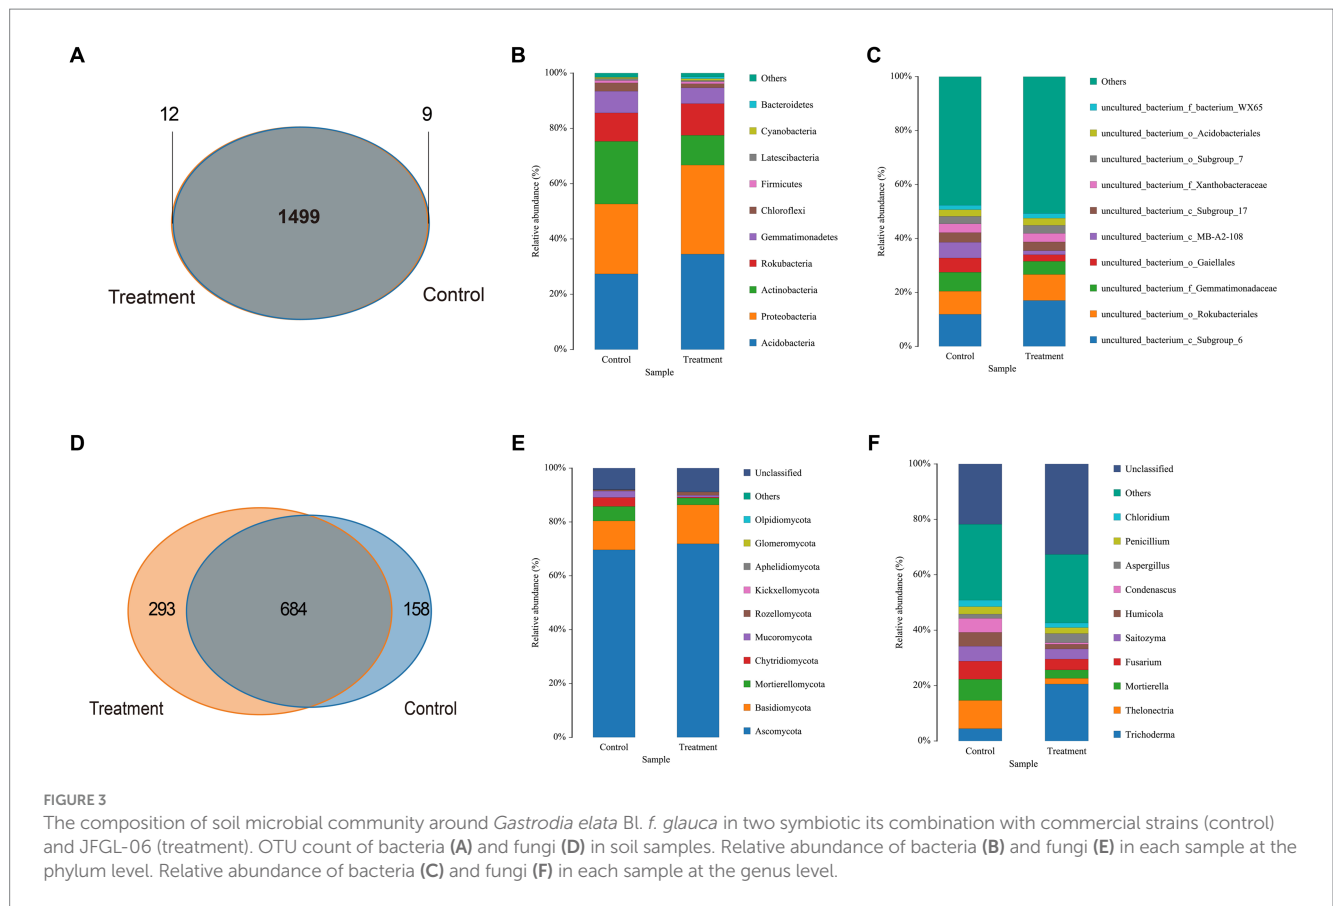 A
12
9
1499
Treatment
Control
B
100%
80%
60%
40%
20%
0%
Relative abundance (%)
Control
Treatment
Sample
Others
Bacteroidetes
Cyanobacteria
Latescibacteria
Firmicutes
Chloroflexi
Gemmatimonadetes
Rokubacteria
Actinobacteria
Proteobacteria
Acidobacteria
C
100%
80%
60%
40%
20%
0%
Relative abundance (%)
Control
Treatment
Sample
Others
uncultured_bacterium_f_bacterium_WX65
uncultured_bacterium_o_Acidobacteriales
uncultured_bacterium_o_Subgroup_7
uncultured_bacterium_f_Xanthobacteraceae
uncultured_bacterium_c_Subgroup_17
uncultured_bacterium_c_MB-A2-108
uncultured_bacterium_o_Gaiellales
uncultured_bacterium_f_Gemmatimonadaceae
uncultured_bacterium_o_Rokubacteriales
uncultured_bacterium_c_Subgroup_6
D
293
684
158
Treatment
Control
E
100%
80%
60%
40%
20%
0%
Relative abundance (%)
Control
Treatment
Sample
Unclassified
Others
Olpidiomycota
Glomeromycota
Aphelidiomycota
Kickxellomycota
Rozellomycota
Mucoromycota
Chytridiomycota
Mortierellomycota
Basidiomycota
Ascomycota
F
100%
80%
60%
40%
20%
0%
Relative abundance (%)
Control
Treatment
Sample
Unclassified
Others
Chloridium
Penicillium
Aspergillus
Condenascus
Humicola
Saitozyma
Fusarium
Mortierella
Thelonectria
Trichoderma
FIGURE 3
The composition of soil microbial community around Gastrodia elata Bl. f. glauca in two symbiotic its combination with commercial strains (control)
and JFGL-06 (treatment). OTU count of bacteria (A) and fungi (D) in soil samples. Relative abundance of bacteria (B) and fungi (E) in each sample at the
phylum level. Relative abundance of bacteria (C) and fungi (F) in each sample at the genus level.